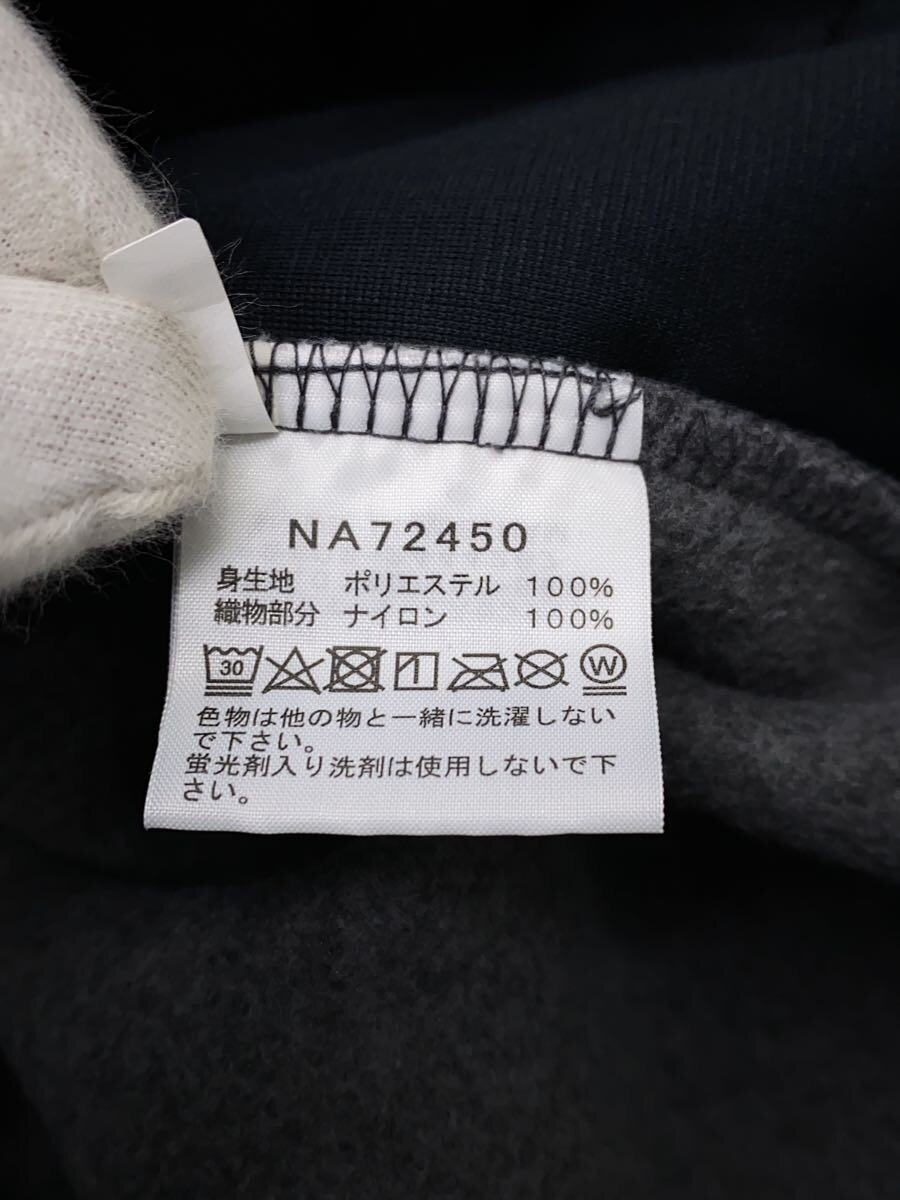 NA72450
身生地 ポリエステル 100%
織物部分 ナイロン 100%
30 W
色物は他の物と一緒に洗濯しない
で下さい。
蛍光剤入り洗剤は使用しないで下
さい。